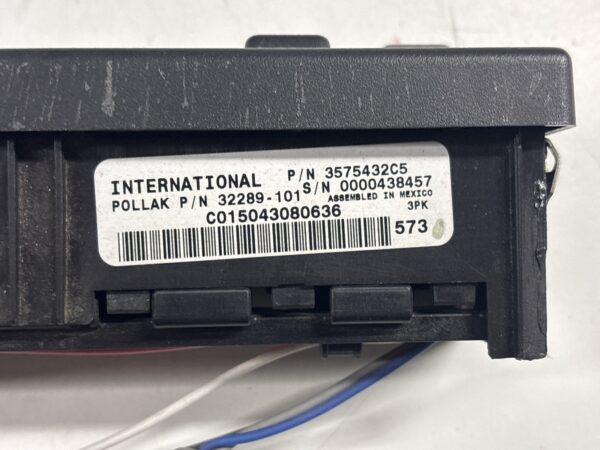 INTERNATIONAL P/N 3575432C5
POLLAK P/N 32289-101 S/N 0000438457
ASSEMBLED IN MEXICO
C015043080636 3PK
573